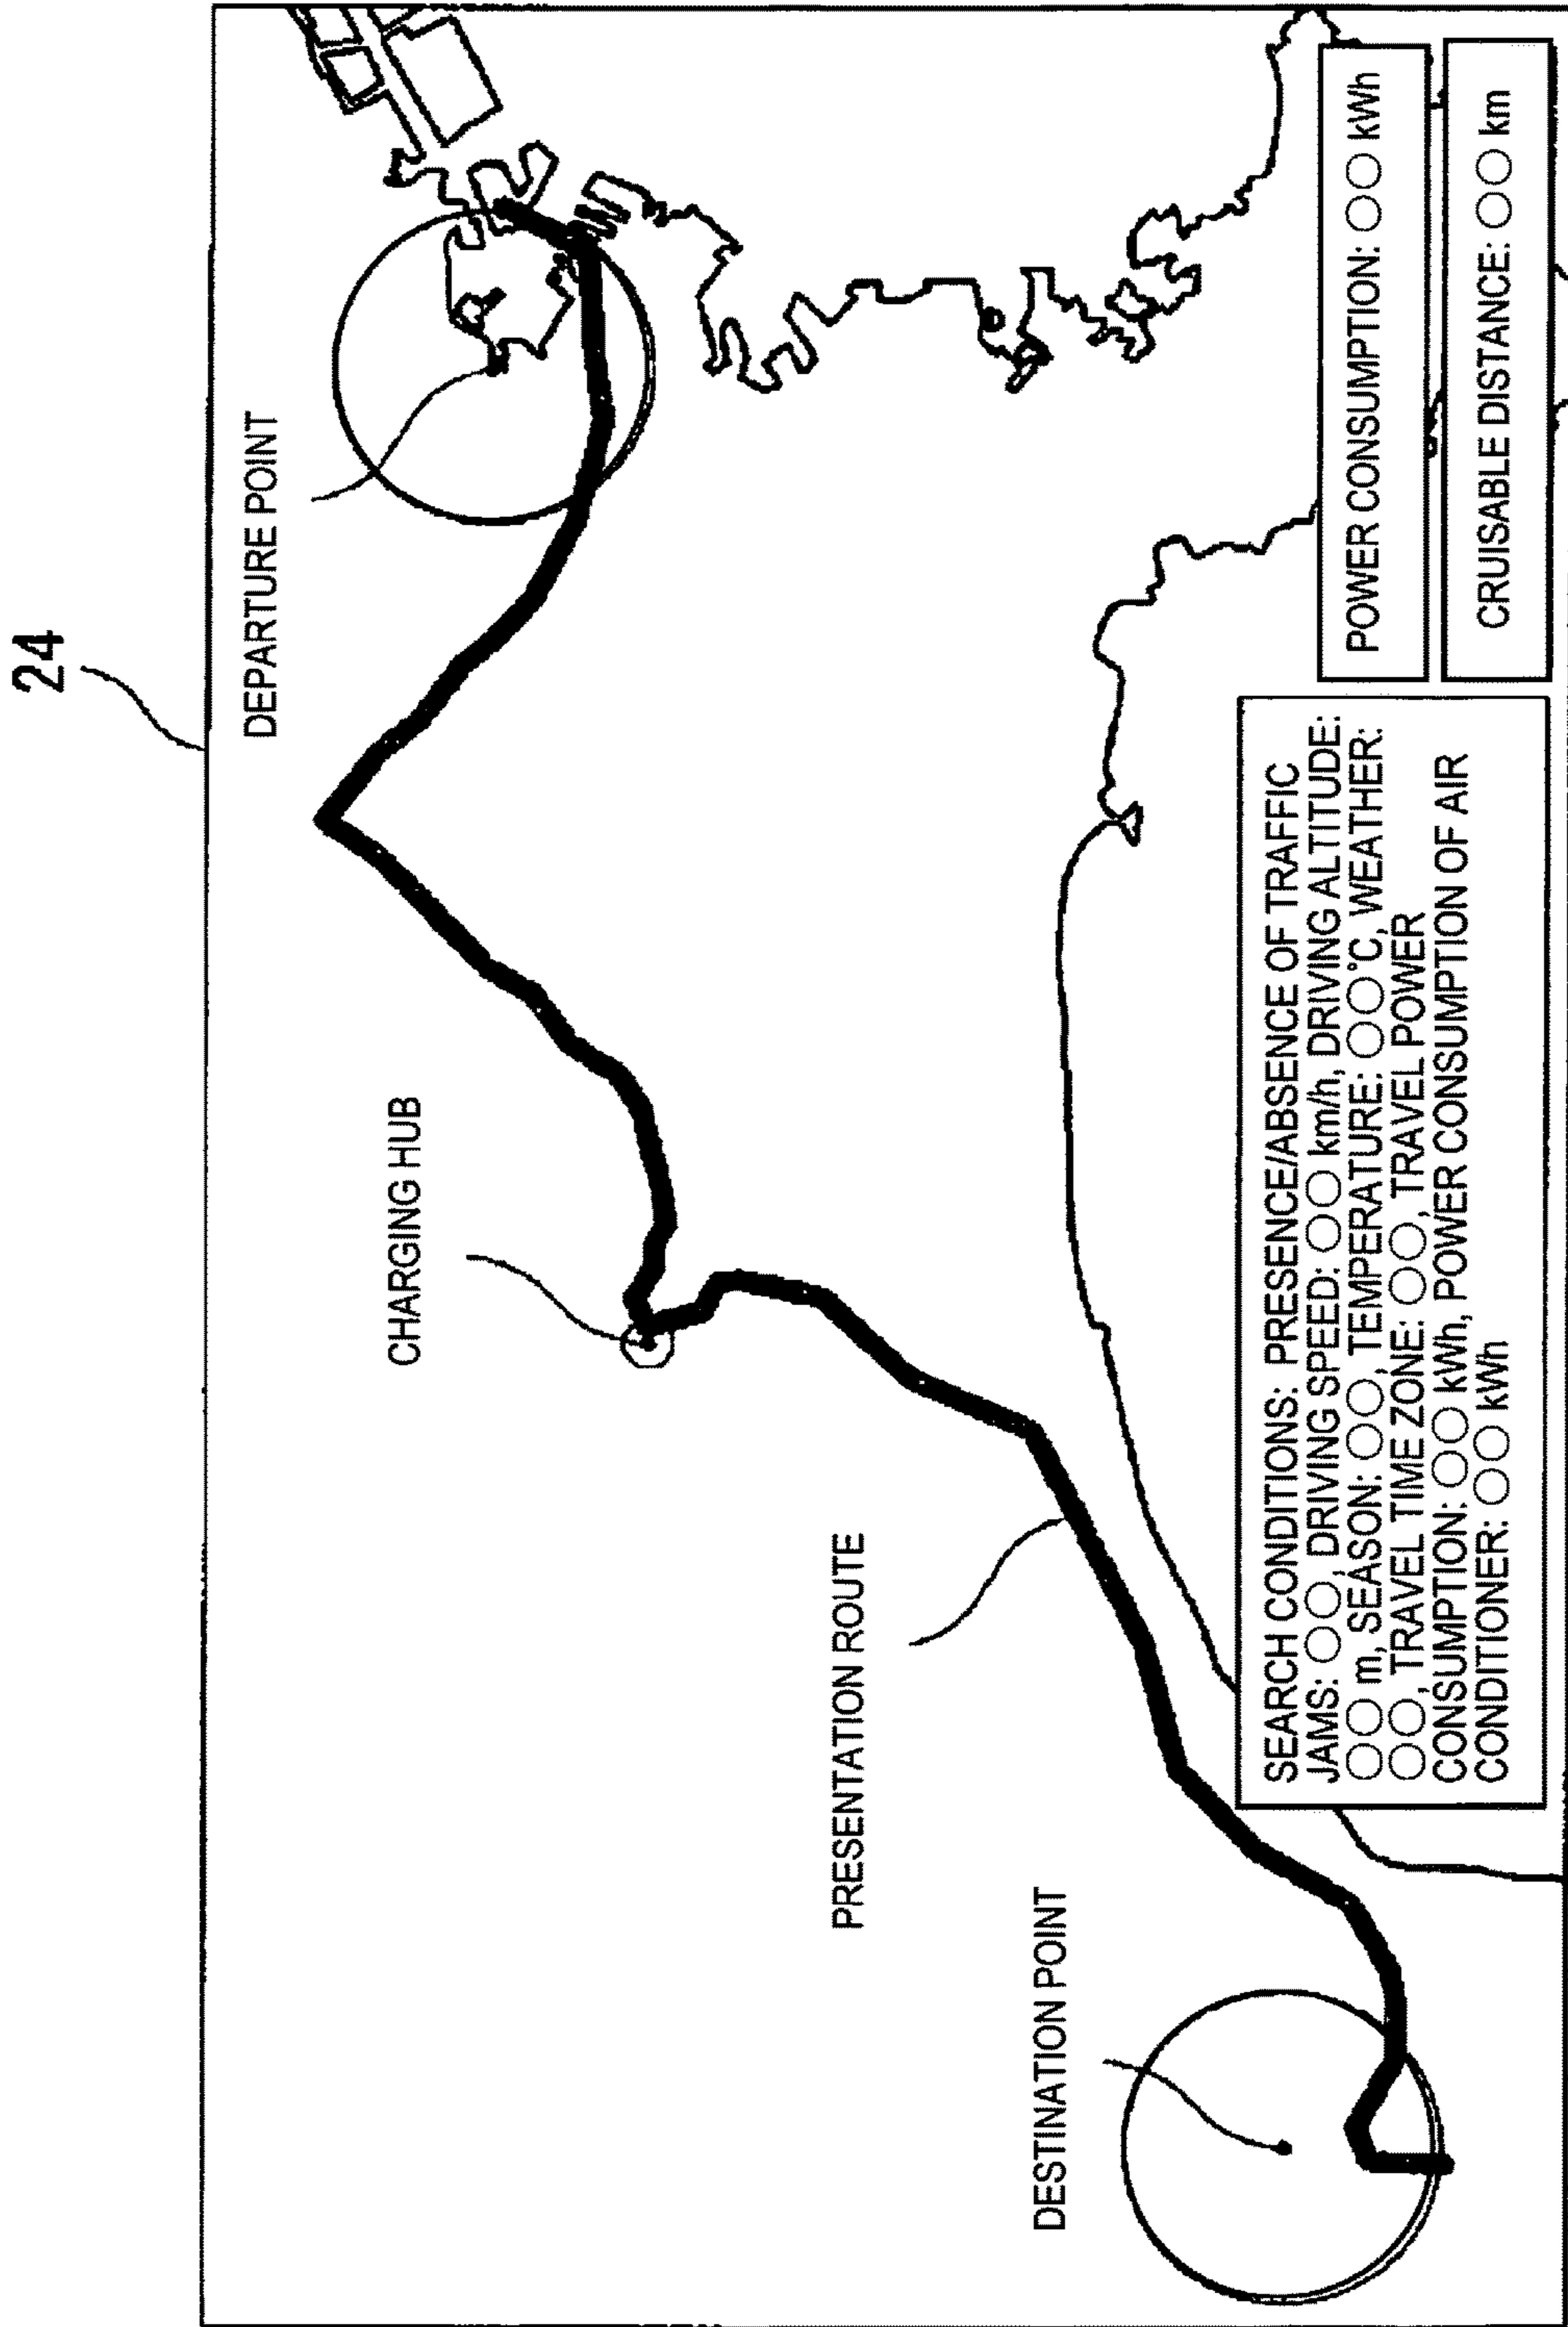 24
DEPARTURE POINT
CHARGING HUB
PRESENTATION ROUTE
DESTINATION POINT
SEARCH CONDITIONS: PRESENCE/ABSENCE OF TRAFFIC
JAMS: ○○, DRIVING SPEED: ○○ km/h, DRIVING ALTITUDE:
○○ m, SEASON: ○○, TEMPERATURE: ○○°C, WEATHER:
○○, TRAVEL TIME ZONE: ○○, TRAVEL POWER
CONSUMPTION: ○○ kWh, POWER CONSUMPTION OF AIR
CONDITIONER: ○○ kWh
POWER CONSUMPTION: ○○ kWh
CRUISABLE DISTANCE: ○○ km